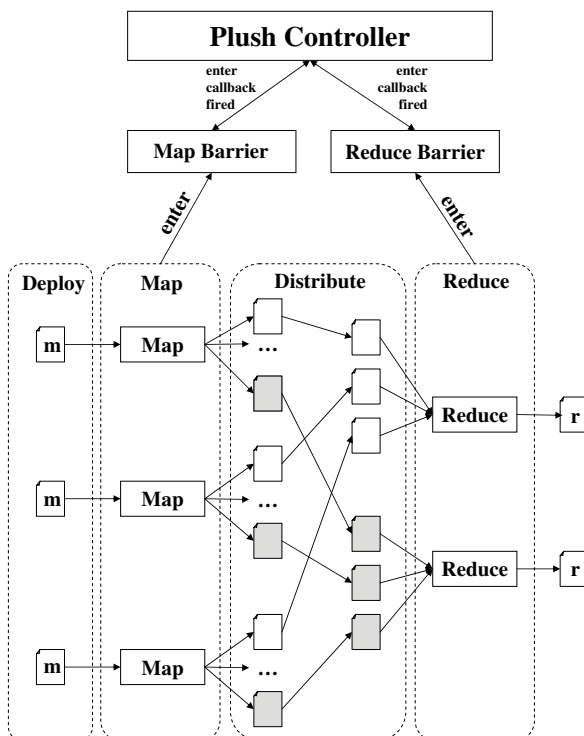 Plush Controller
enter
callback
fired
enter
callback
fired
Map Barrier
Reduce Barrier
enter
enter
Deploy
Map
Distribute
Reduce
m
Map
...
Reduce
r
m
Map
...
Reduce
r
m
Map
...